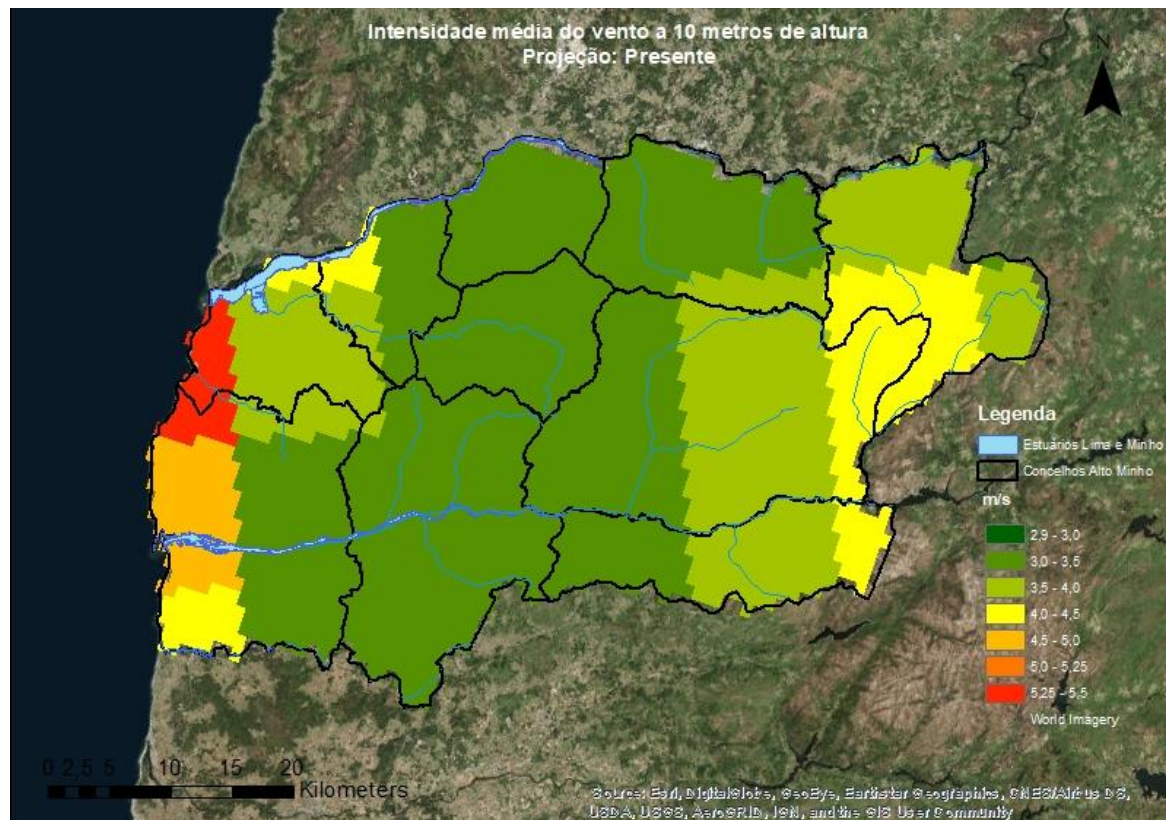 Intensidade média do vento a 10 metros de altura
Projeção: Presente
N
Legenda
Estuários Lima e Minho
Concelhos Alto Minho
m/s
2,9 - 3,0
3,0 - 3,5
3,5 - 4,0
4,0 - 4,5
4,5 - 5,0
5,0 - 5,25
5,25 - 5,5
World Imagery
0 2,5 5 10 15 20
Kilometers
Source: Esri, DigitalGlobe, GeoEye, Earthstar Geographics, CNES/Airbus DS,
USDA, USGS, AeroGRID, IGN, and the GIS User Community